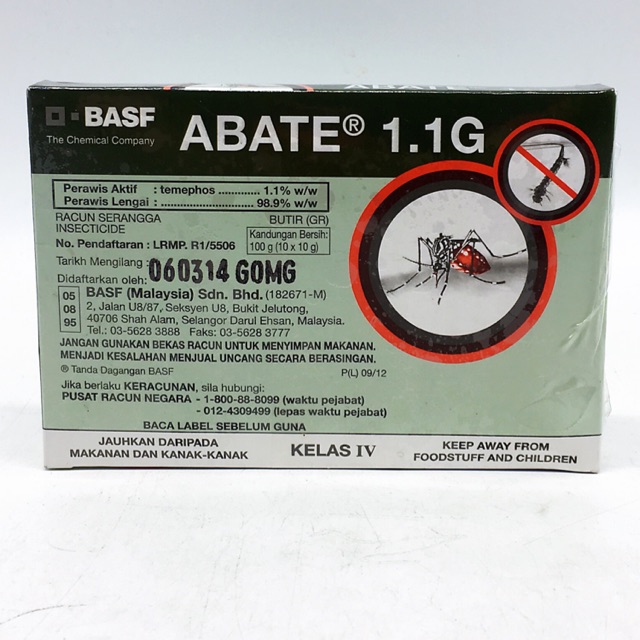 BASF
The Chemical Company
ABATE® 1.1G
Perawis Aktif : temephos ............. 1.1% w/w
Perawis Lengai : ............................ 98.9% w/w
RACUN SERANGGA BUTIR (GR)
INSECTICIDE
Kandungan Bersih:
100 g (10 x 10 g)
No. Pendaftaran : LRMP. R1/5506
Tarikh Mengilang : 060314 GOMG
Didaftarkan oleh:
05 08 95
BASF (Malaysia) Sdn. Bhd. (182671-M)
2, Jalan U8/87, Seksyen U8, Bukit Jelutong,
40706 Shah Alam, Selangor Darul Ehsan, Malaysia.
Tel.: 03-5628 3888 Faks: 03-5628 3777
JANGAN GUNAKAN BEKAS RACUN UNTUK MENYIMPAN MAKANAN.
MENJADI KESALAHAN MENJUAL UNCANG SECARA BERASINGAN.
® Tanda Dagangan BASF P(L) 09/12
Jika berlaku KERACUNAN, sila hubungi:
PUSAT RACUN NEGARA - 1-800-88-8099 (waktu pejabat)
- 012-4309499 (lepas waktu pejabat)
BACA LABEL SEBELUM GUNA
JAUHKAN DARIPADA
MAKANAN DAN KANAK-KANAK
KELAS IV
KEEP AWAY FROM
FOODSTUFF AND CHILDREN